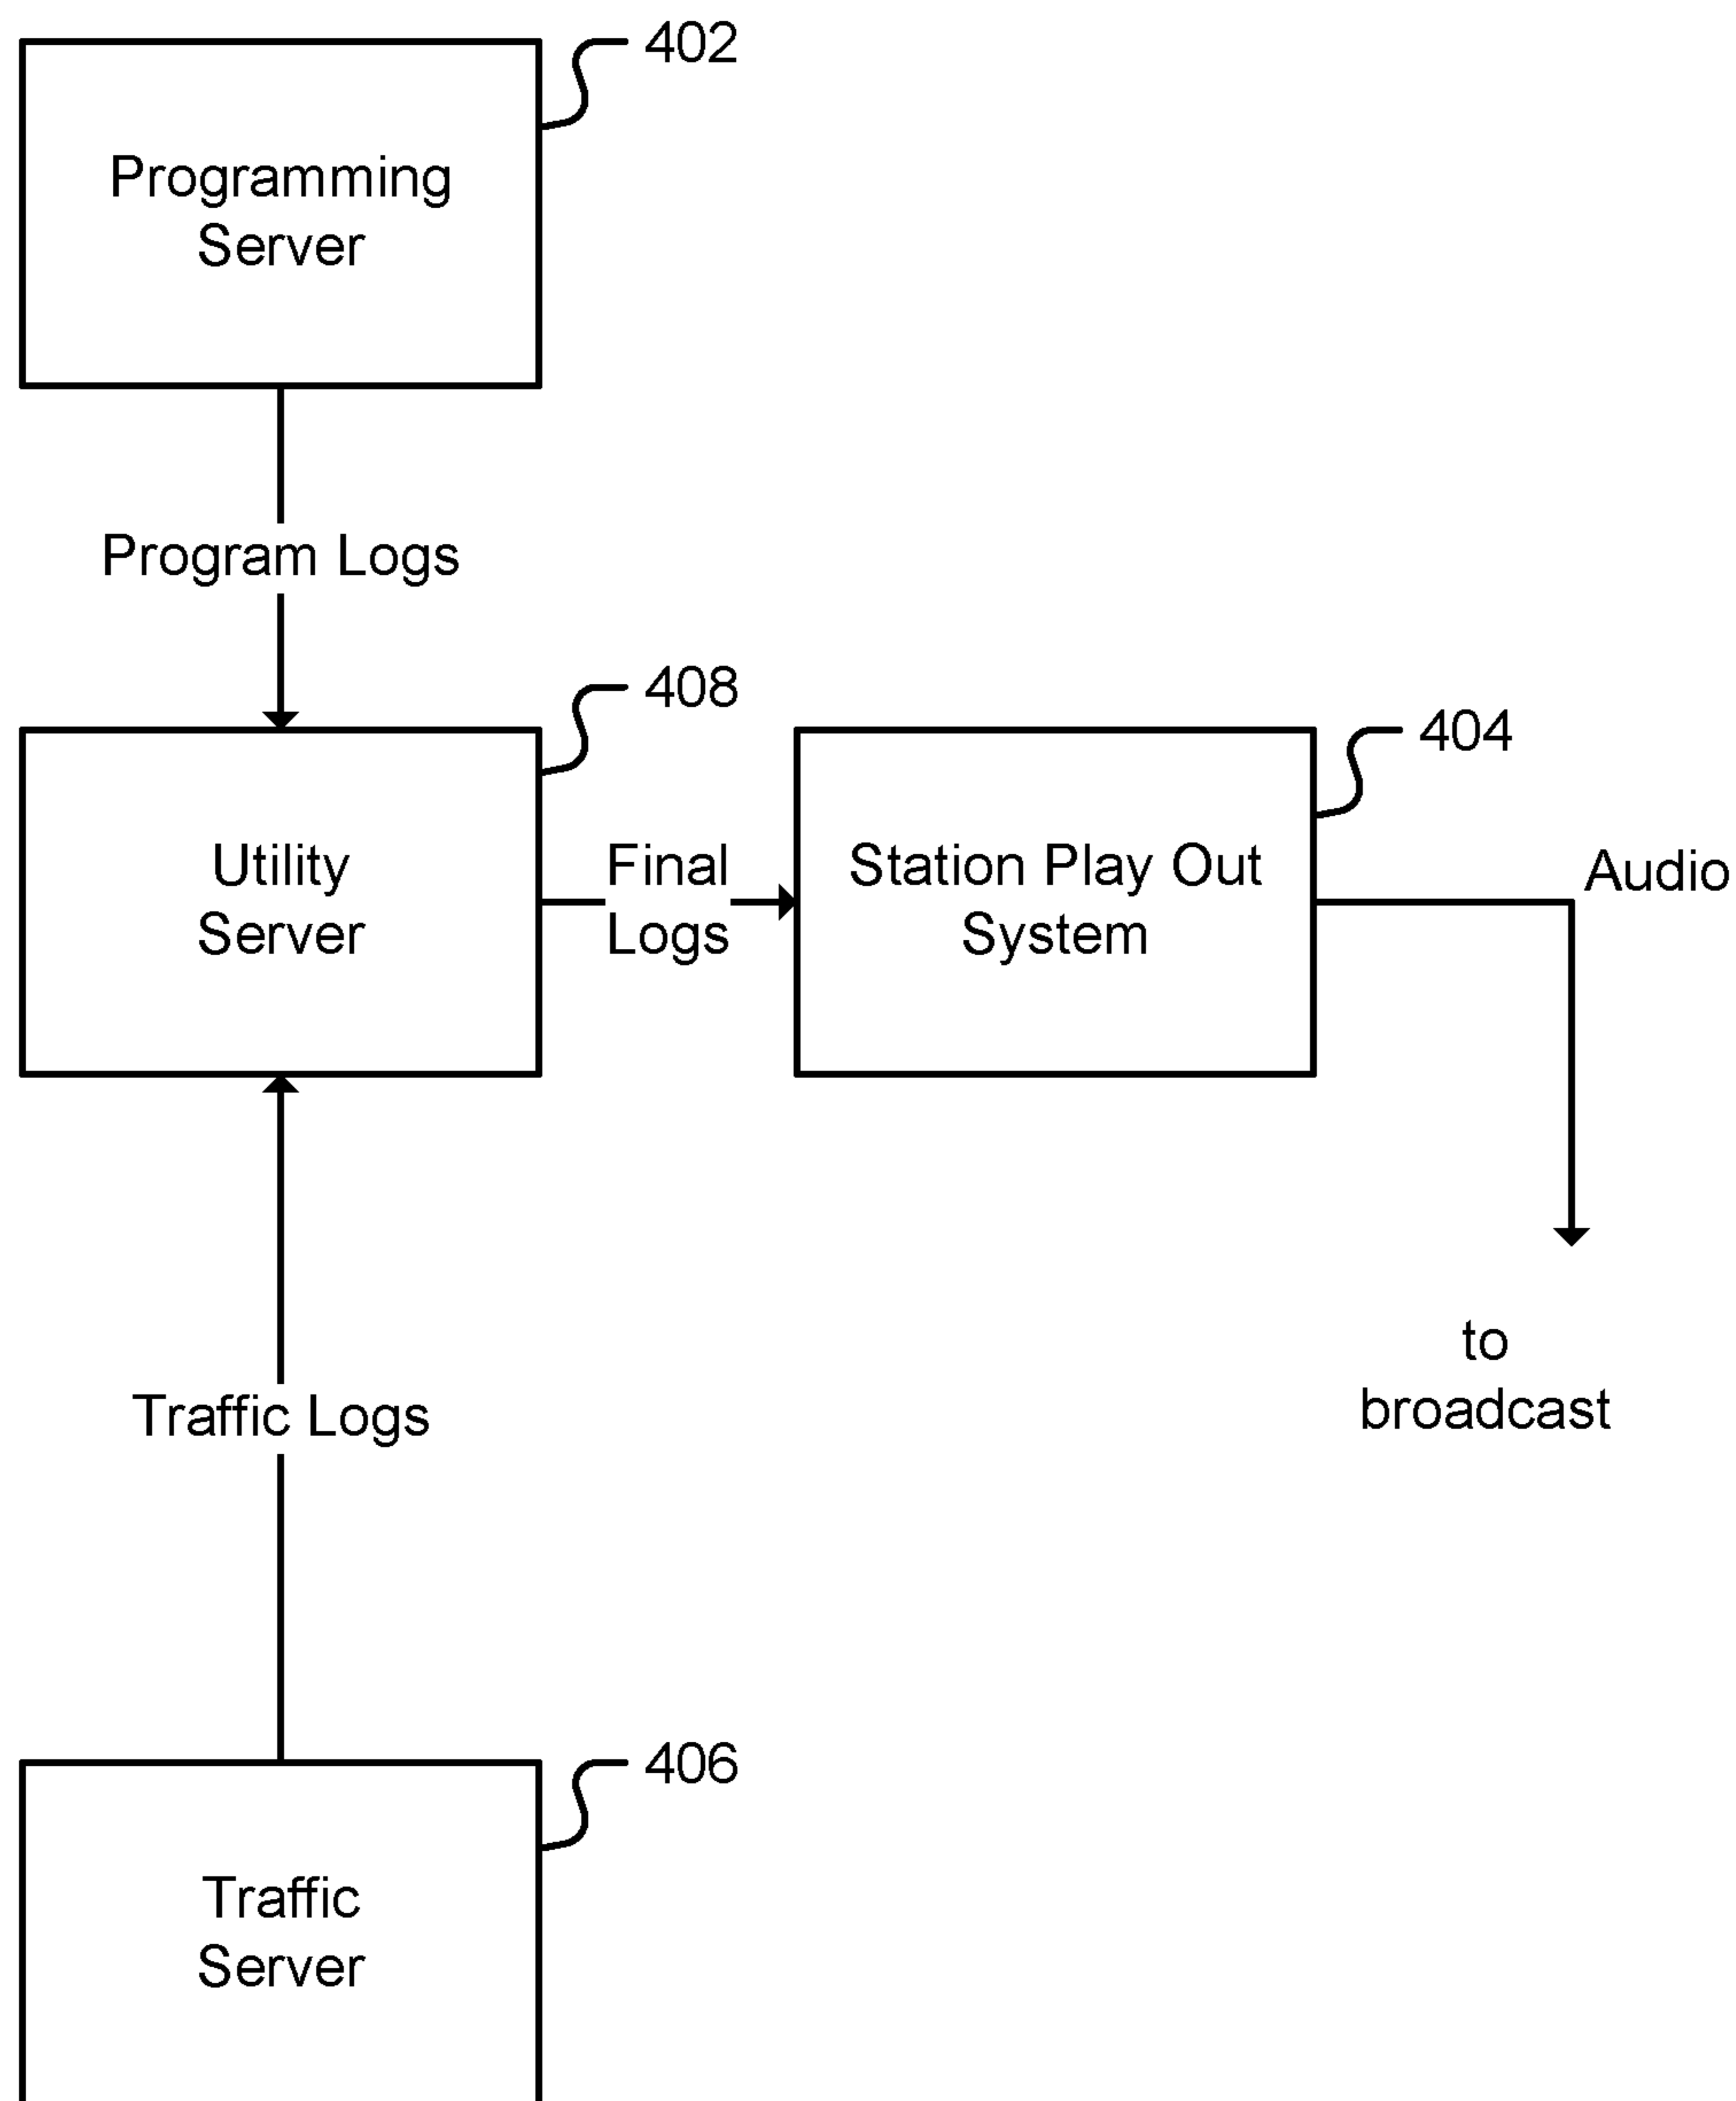 402
Programming
Server
Program Logs
408
404
Utility
Server
Final
Logs
Station Play Out
System
Audio
to
broadcast
Traffic Logs
406
Traffic
Server